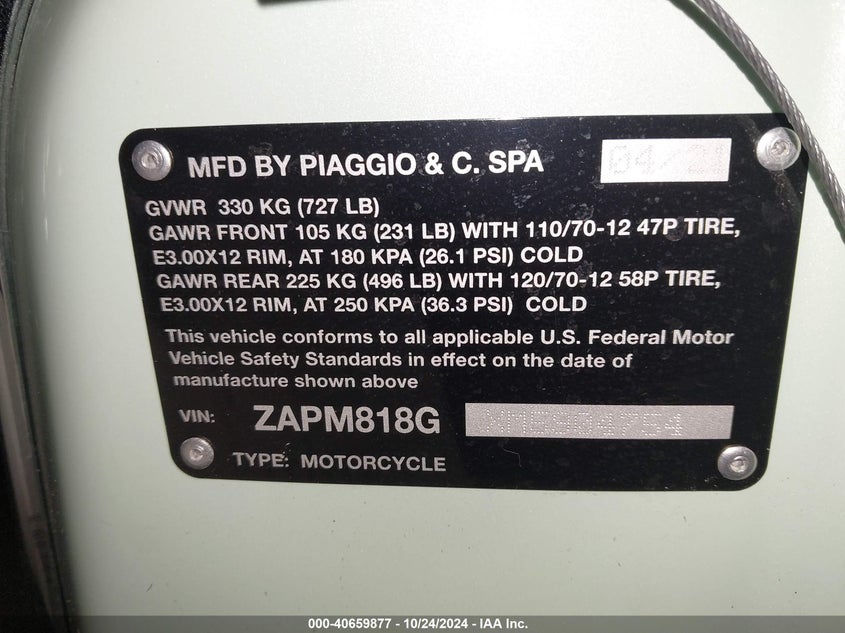 MFD BY PIAGGIO & C. SPA 04/21
GVWR 330 KG (727 LB)
GAWR FRONT 105 KG (231 LB) WITH 110/70-12 47P TIRE,
E3.00X12 RIM, AT 180 KPA (26.1 PSI) COLD
GAWR REAR 225 KG (496 LB) WITH 120/70-12 58P TIRE,
E3.00X12 RIM, AT 250 KPA (36.3 PSI) COLD
This vehicle conforms to all applicable U.S. Federal Motor
Vehicle Safety Standards in effect on the date of
manufacture shown above
VIN: ZAPM818G
TYPE: MOTORCYCLE
000-40659877 - 10/24/2024 - IAA Inc.